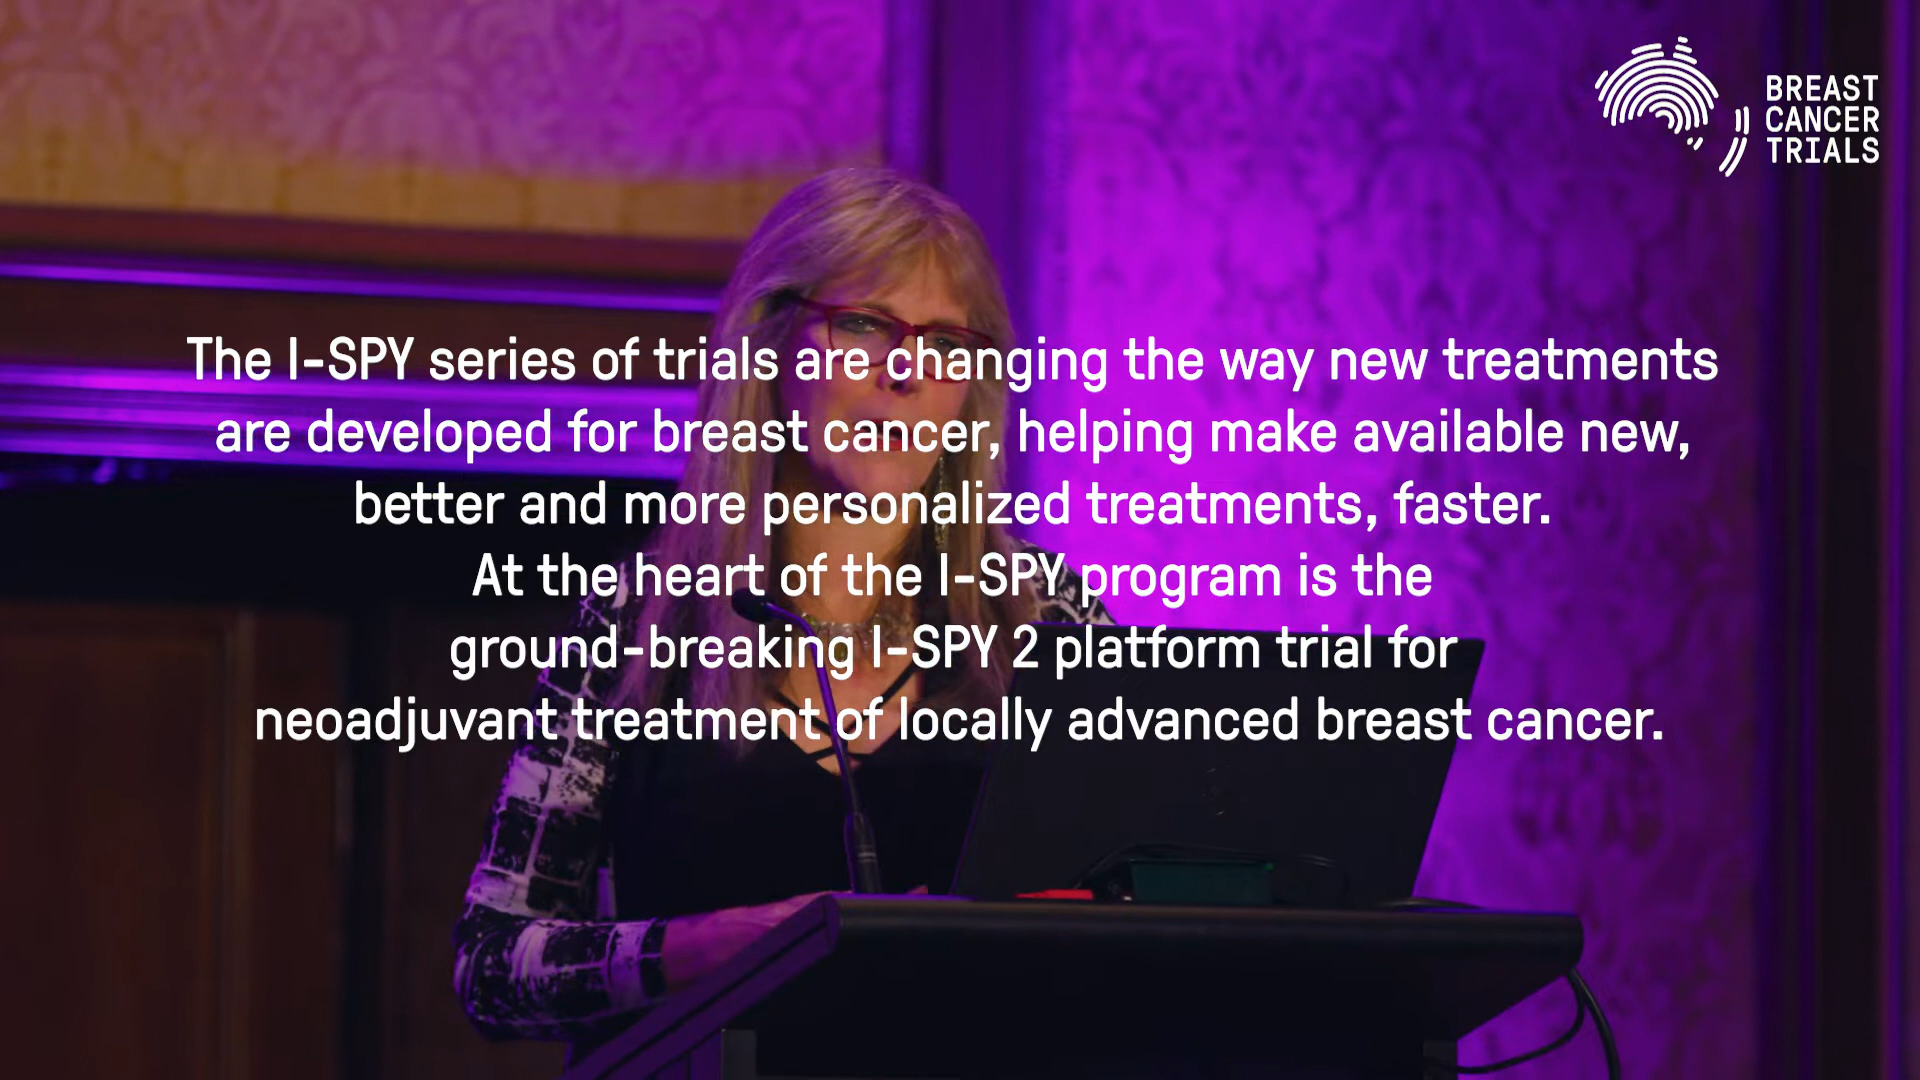 BREAST
CANCER
TRIALS
The I-SPY series of trials are changing the way new treatments
are developed for breast cancer, helping make available new,
better and more personalized treatments, faster.
At the heart of the I-SPY program is the
ground-breaking I-SPY 2 platform trial for
neoadjuvant treatment of locally advanced breast cancer.